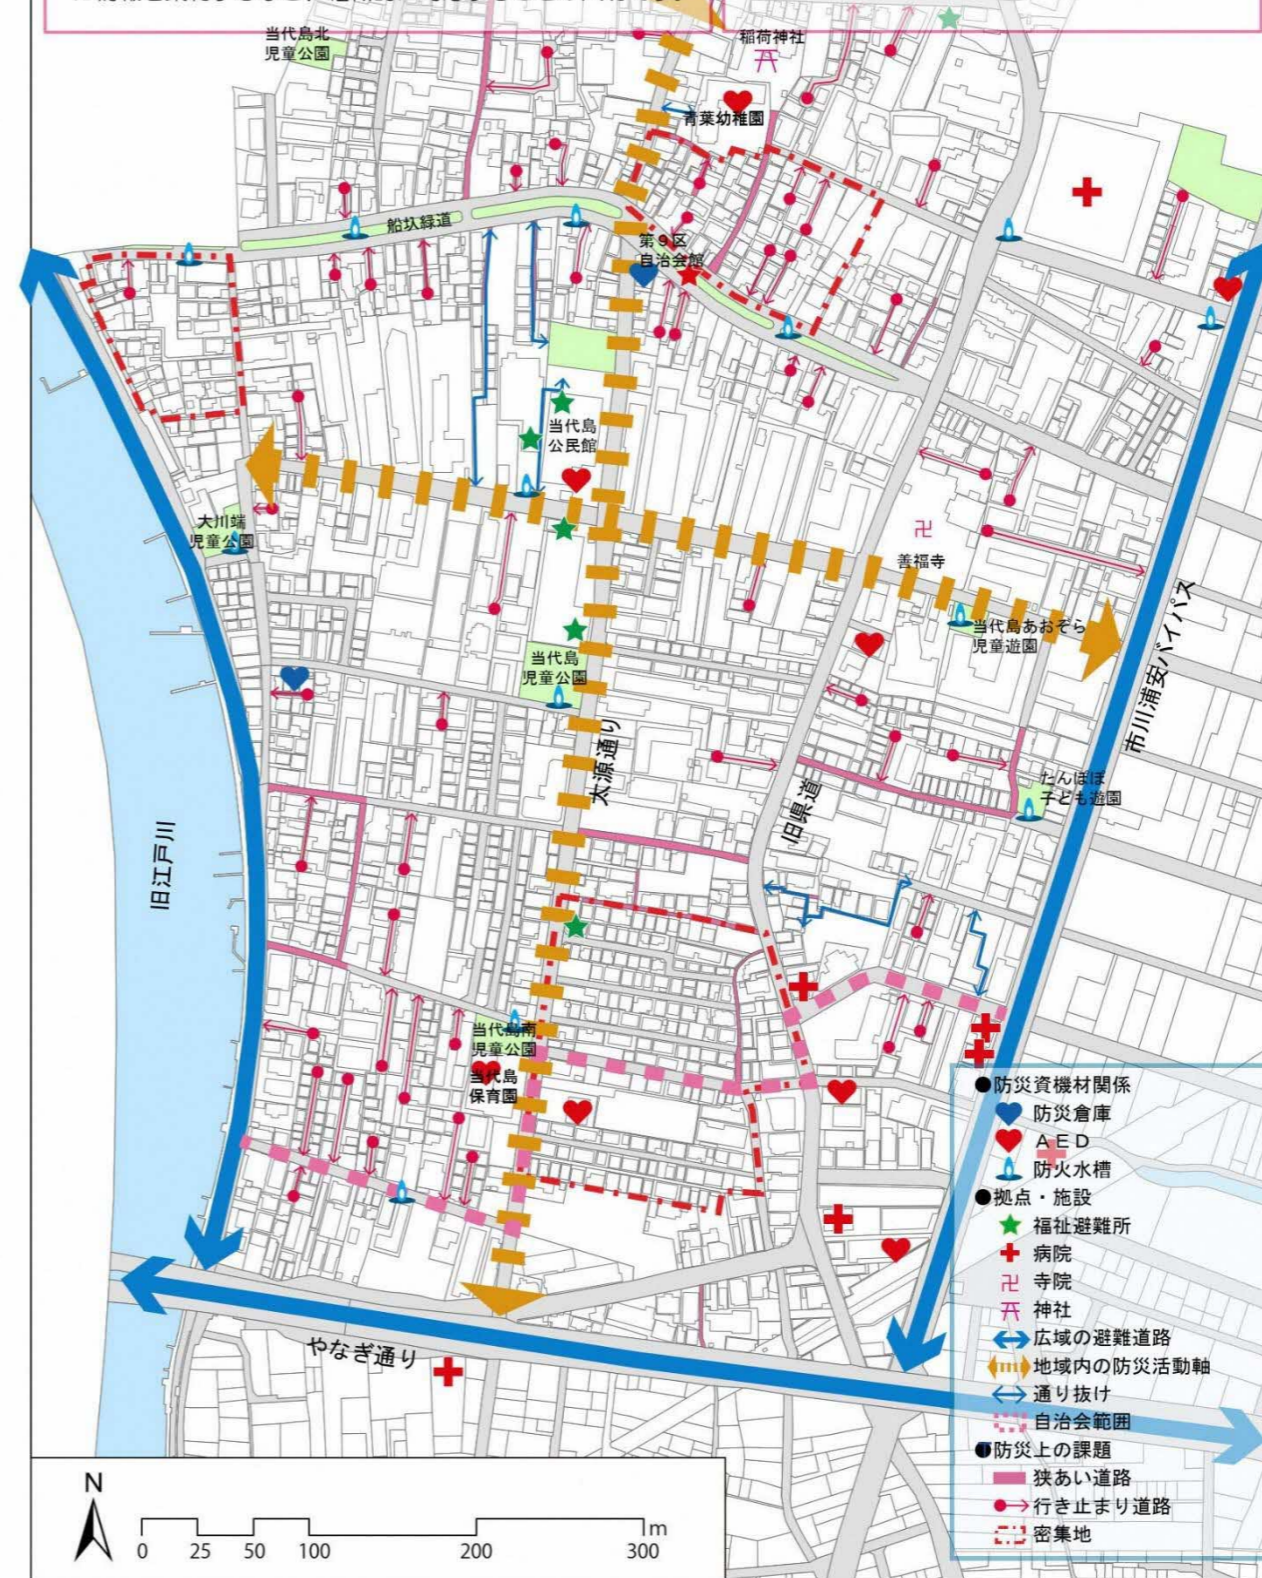 当代島北
児童公園
稲荷神社
青葉幼稚園
船圦緑道
第９区
自治会館
当代島
公民館
大川端
児童公園
善福寺
当代島あおぞら
児童遊園
当代島
児童公園
市川浦安バイパス
太源通り
たんぽぽ
子ども遊園
旧県道
旧江戸川
当代島南
児童公園
当代島
保育園
やなぎ通り
●防災資機材関係
防災倉庫
ＡＥＤ
防火水槽
●拠点・施設
福祉避難所
病院
寺院
神社
広域の避難道路
地域内の防災活動軸
通り抜け
自治会範囲
●防災上の課題
狭あい道路
行き止まり道路
密集地
N
0 25 50 100 200 300 m